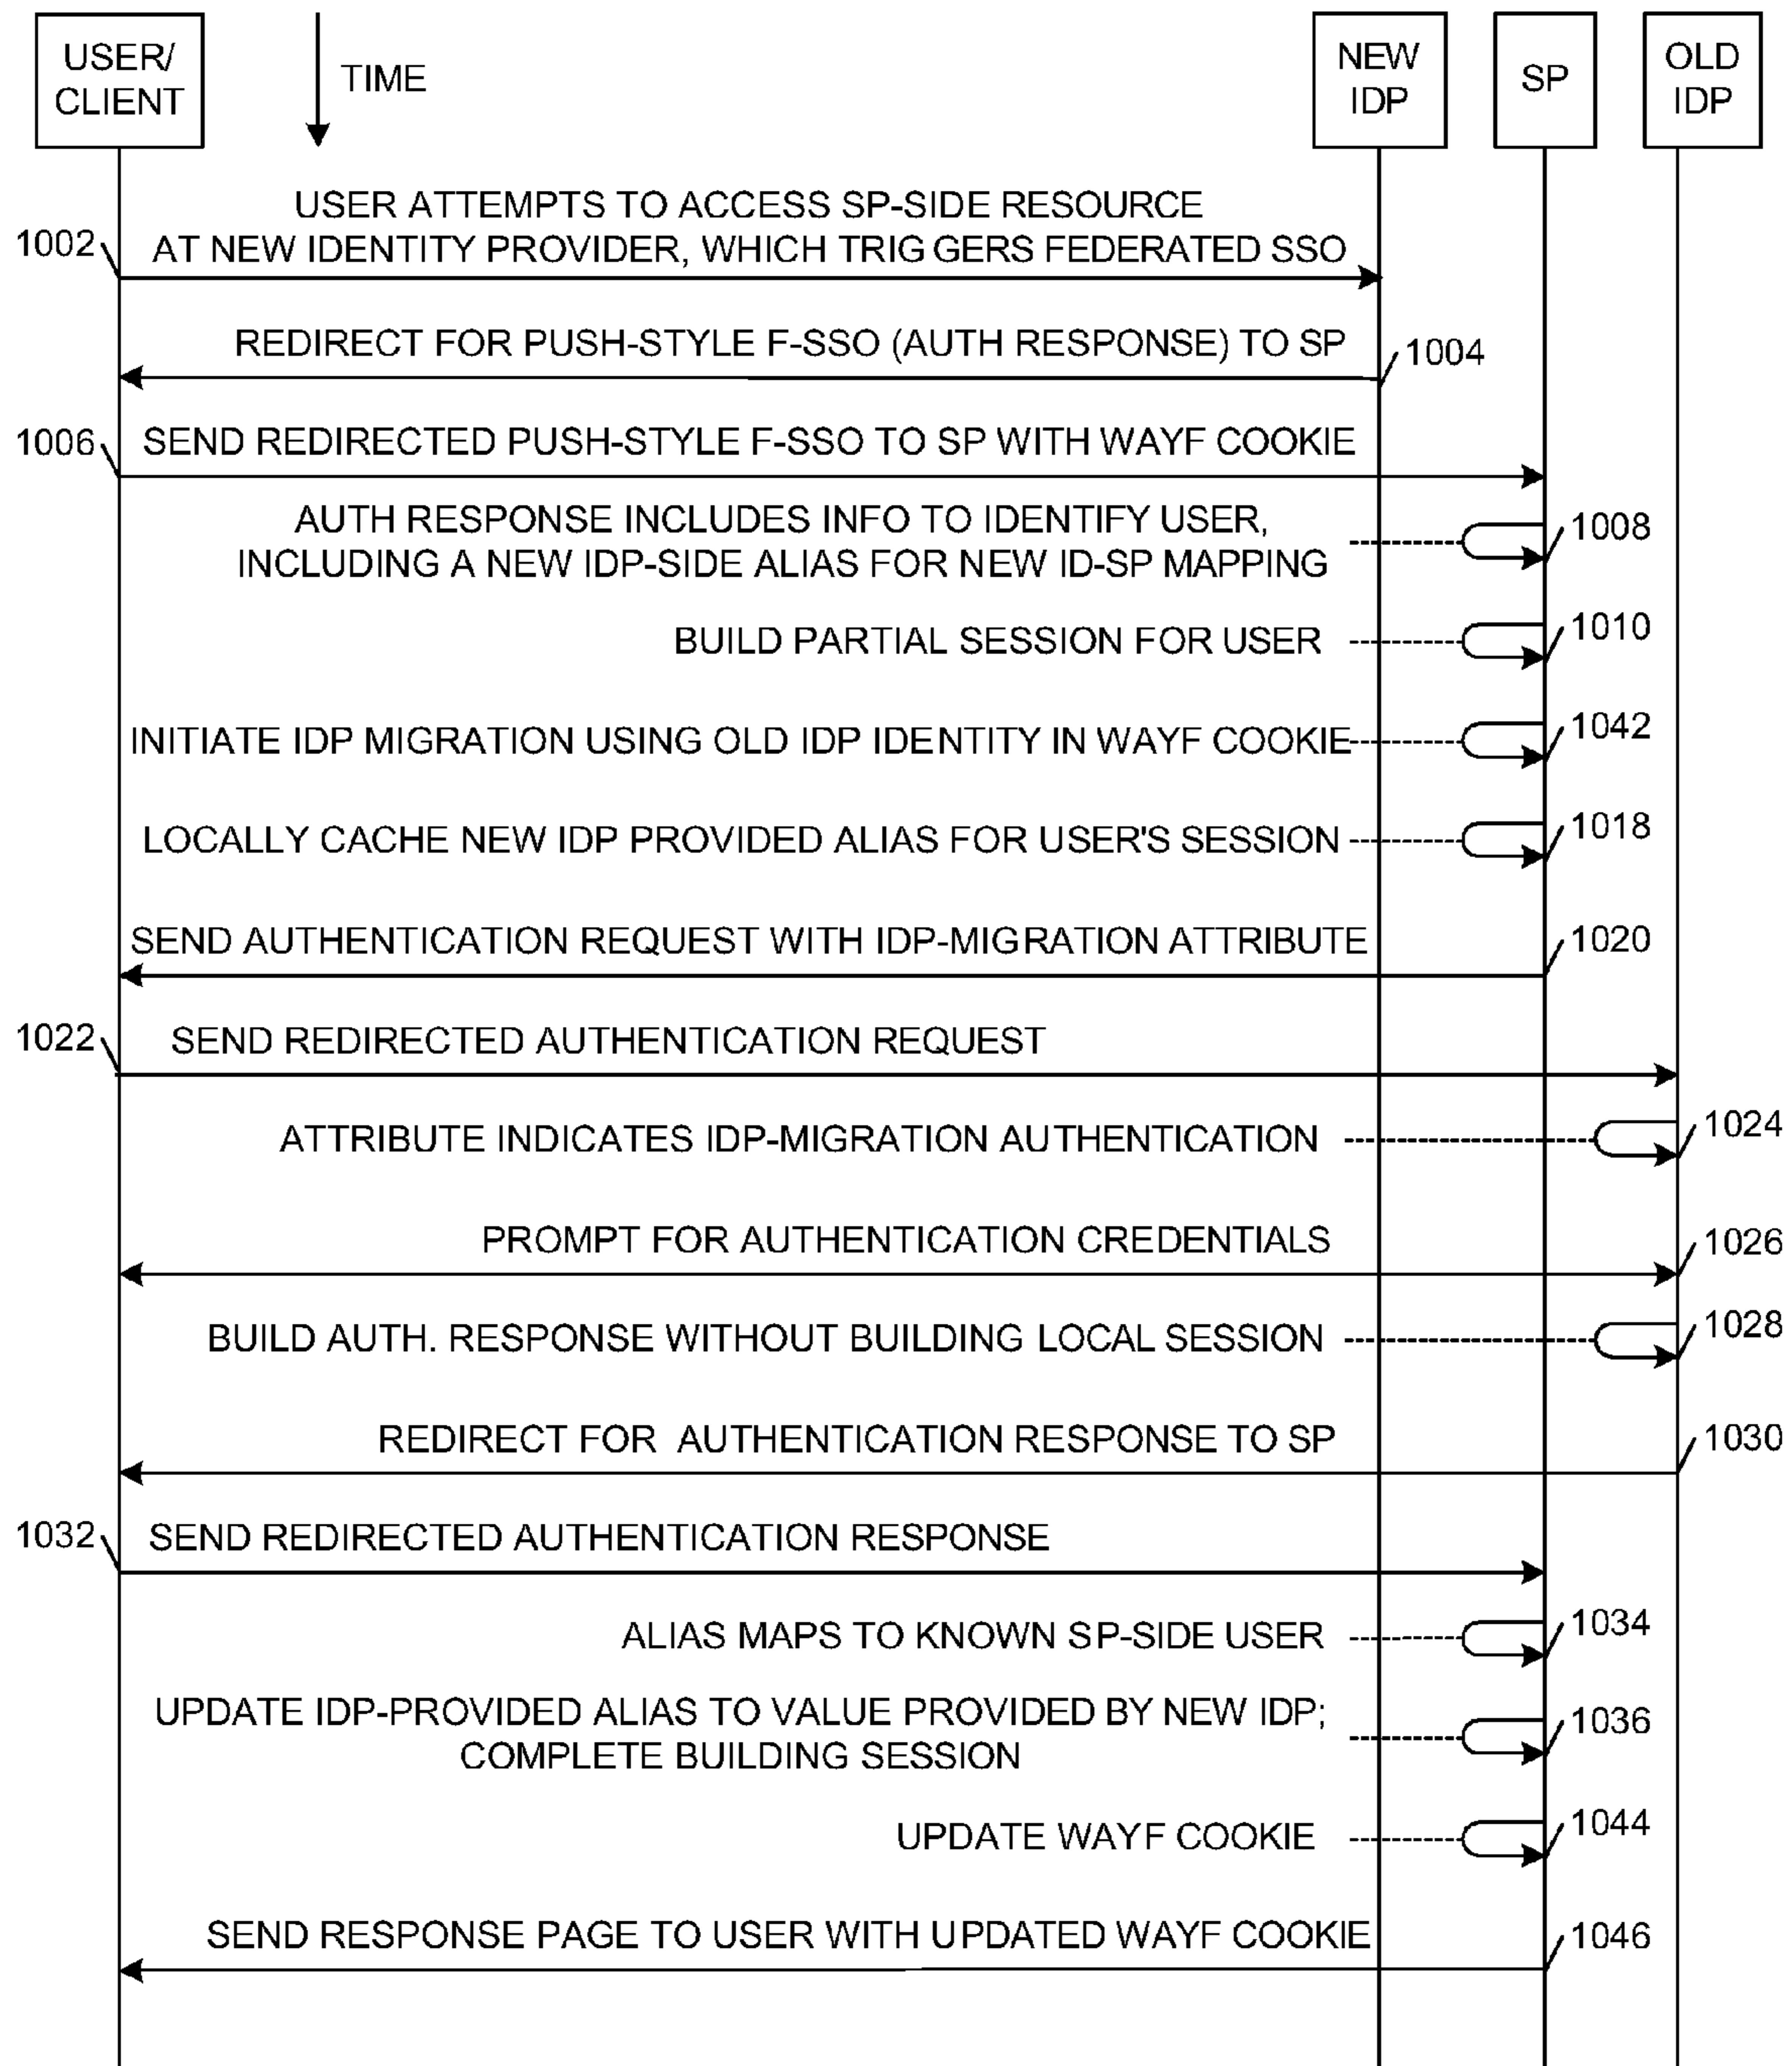 USER/
CLIENT
TIME
NEW
IDP
SP
OLD
IDP
USER ATTEMPTS TO ACCESS SP-SIDE RESOURCE
1002
AT NEW IDENTITY PROVIDER, WHICH TRIGGERS FEDERATED SSO
REDIRECT FOR PUSH-STYLE F-SSO (AUTH RESPONSE) TO SP
1004
1006
SEND REDIRECTED PUSH-STYLE F-SSO TO SP WITH WAYF COOKIE
AUTH RESPONSE INCLUDES INFO TO IDENTIFY USER,
INCLUDING A NEW IDP-SIDE ALIAS FOR NEW ID-SP MAPPING
1008
BUILD PARTIAL SESSION FOR USER
1010
INITIATE IDP MIGRATION USING OLD IDP IDENTITY IN WAYF COOKIE
1042
LOCALLY CACHE NEW IDP PROVIDED ALIAS FOR USER'S SESSION
1018
SEND AUTHENTICATION REQUEST WITH IDP-MIGRATION ATTRIBUTE
1020
1022
SEND REDIRECTED AUTHENTICATION REQUEST
ATTRIBUTE INDICATES IDP-MIGRATION AUTHENTICATION
1024
PROMPT FOR AUTHENTICATION CREDENTIALS
1026
BUILD AUTH. RESPONSE WITHOUT BUILDING LOCAL SESSION
1028
REDIRECT FOR AUTHENTICATION RESPONSE TO SP
1030
1032
SEND REDIRECTED AUTHENTICATION RESPONSE
ALIAS MAPS TO KNOWN SP-SIDE USER
1034
UPDATE IDP-PROVIDED ALIAS TO VALUE PROVIDED BY NEW IDP;
COMPLETE BUILDING SESSION
1036
UPDATE WAYF COOKIE
1044
SEND RESPONSE PAGE TO USER WITH UPDATED WAYF COOKIE
1046